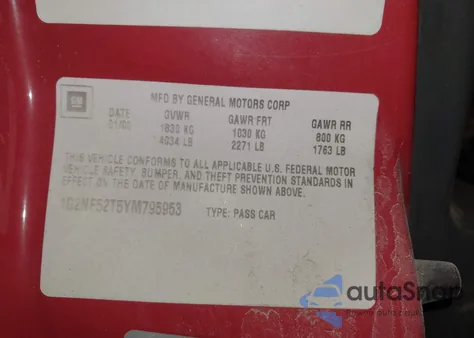 GM
MFD BY GENERAL MOTORS CORP
DATE GVWR GAWR FRT GAWR RR
01/00 1830 KG 1030 KG 800 KG
4034 LB 2271 LB 1763 LB
THIS VEHICLE CONFORMS TO ALL APPLICABLE U.S. FEDERAL MOTOR
VEHICLE SAFETY, BUMPER, AND THEFT PREVENTION STANDARDS IN
EFFECT ON THE DATE OF MANUFACTURE SHOWN ABOVE.
1G2NF52T5YM795953 TYPE: PASS CAR
autaSnap